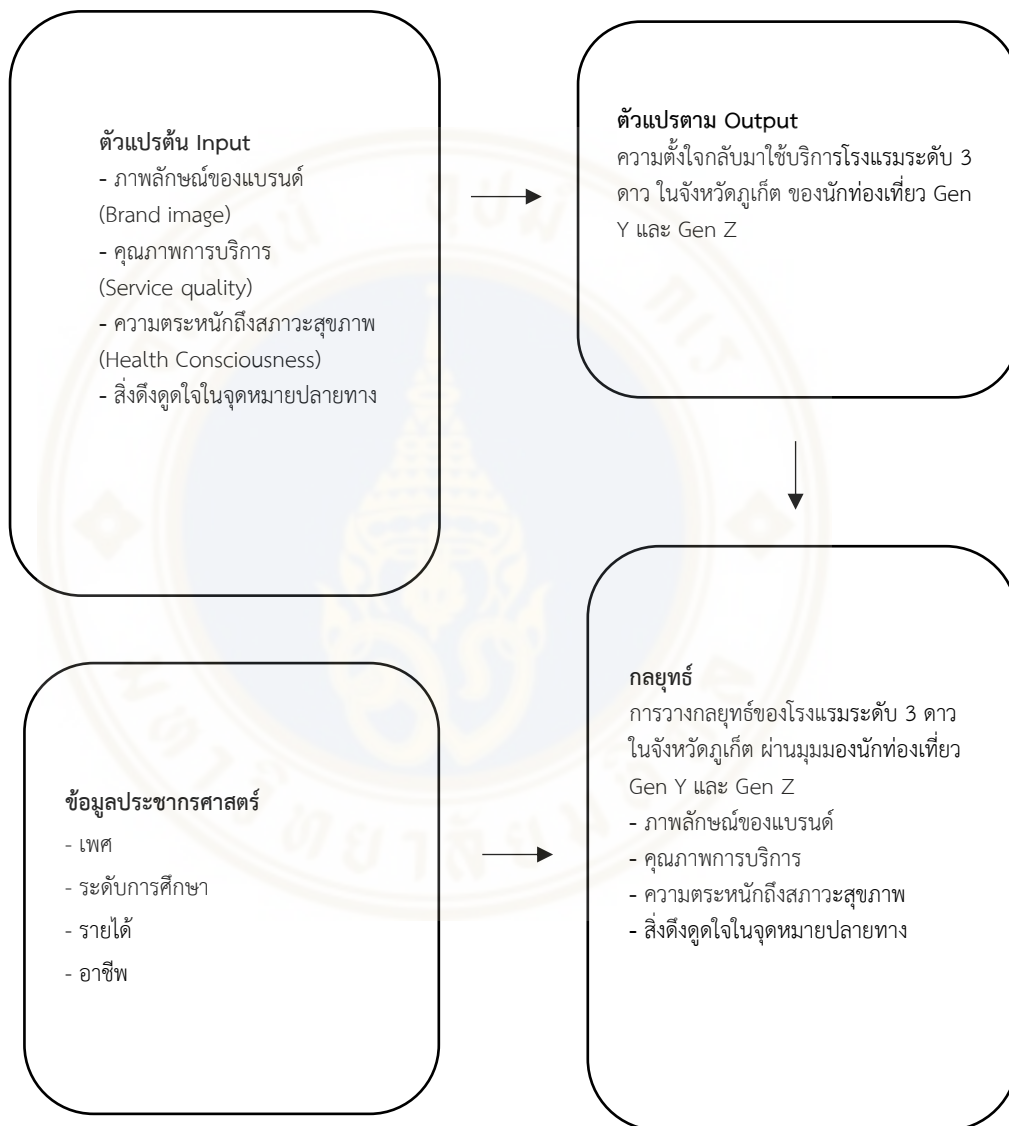 ตัวแปรต้น Input
- ภาพลักษณ์ของแบรนด์
(Brand image)
- คุณภาพการบริการ
(Service quality)
- ความตระหนักถึงสภาวะสุขภาพ
(Health Consciousness)
- สิ่งดึงดูดใจในจุดหมายปลายทาง
ตัวแปรตาม Output
ความตั้งใจกลับมาใช้บริการโรงแรมระดับ 3
ดาว ในจังหวัดภูเก็ต ของนักท่องเที่ยว Gen
Y และ Gen Z
ข้อมูลประชากรศาสตร์
- เพศ
- ระดับการศึกษา
- รายได้
- อาชีพ
กลยุทธ์
การวางกลยุทธ์ของโรงแรมระดับ 3 ดาว
ในจังหวัดภูเก็ต ผ่านมุมมองนักท่องเที่ยว
Gen Y และ Gen Z
- ภาพลักษณ์ของแบรนด์
- คุณภาพการบริการ
- ความตระหนักถึงสภาวะสุขภาพ
- สิ่งดึงดูดใจในจุดหมายปลายทาง